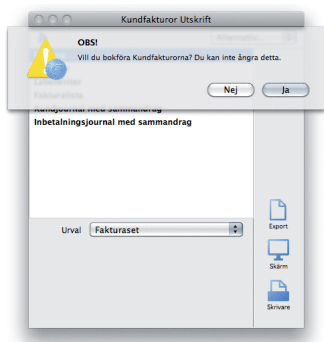 Kundfakturor Utskrift
OBS!
Vill du bokföra Kundfakturorna? Du kan inte ångra detta.
Nej
Ja
Fakturalista
Kundjournal med sammandrag
Inbetalningsjournal med sammandrag
Urval
Fakturaset
Export
Skärm
Skrivare